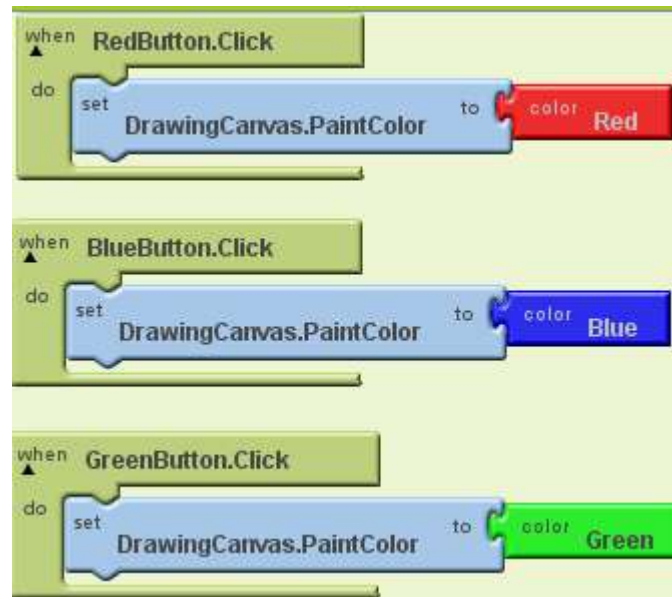 when RedButton.Click
do set DrawingCanvas.PaintColor to color Red
when BlueButton.Click
do set DrawingCanvas.PaintColor to color Blue
when GreenButton.Click
do set DrawingCanvas.PaintColor to color Green